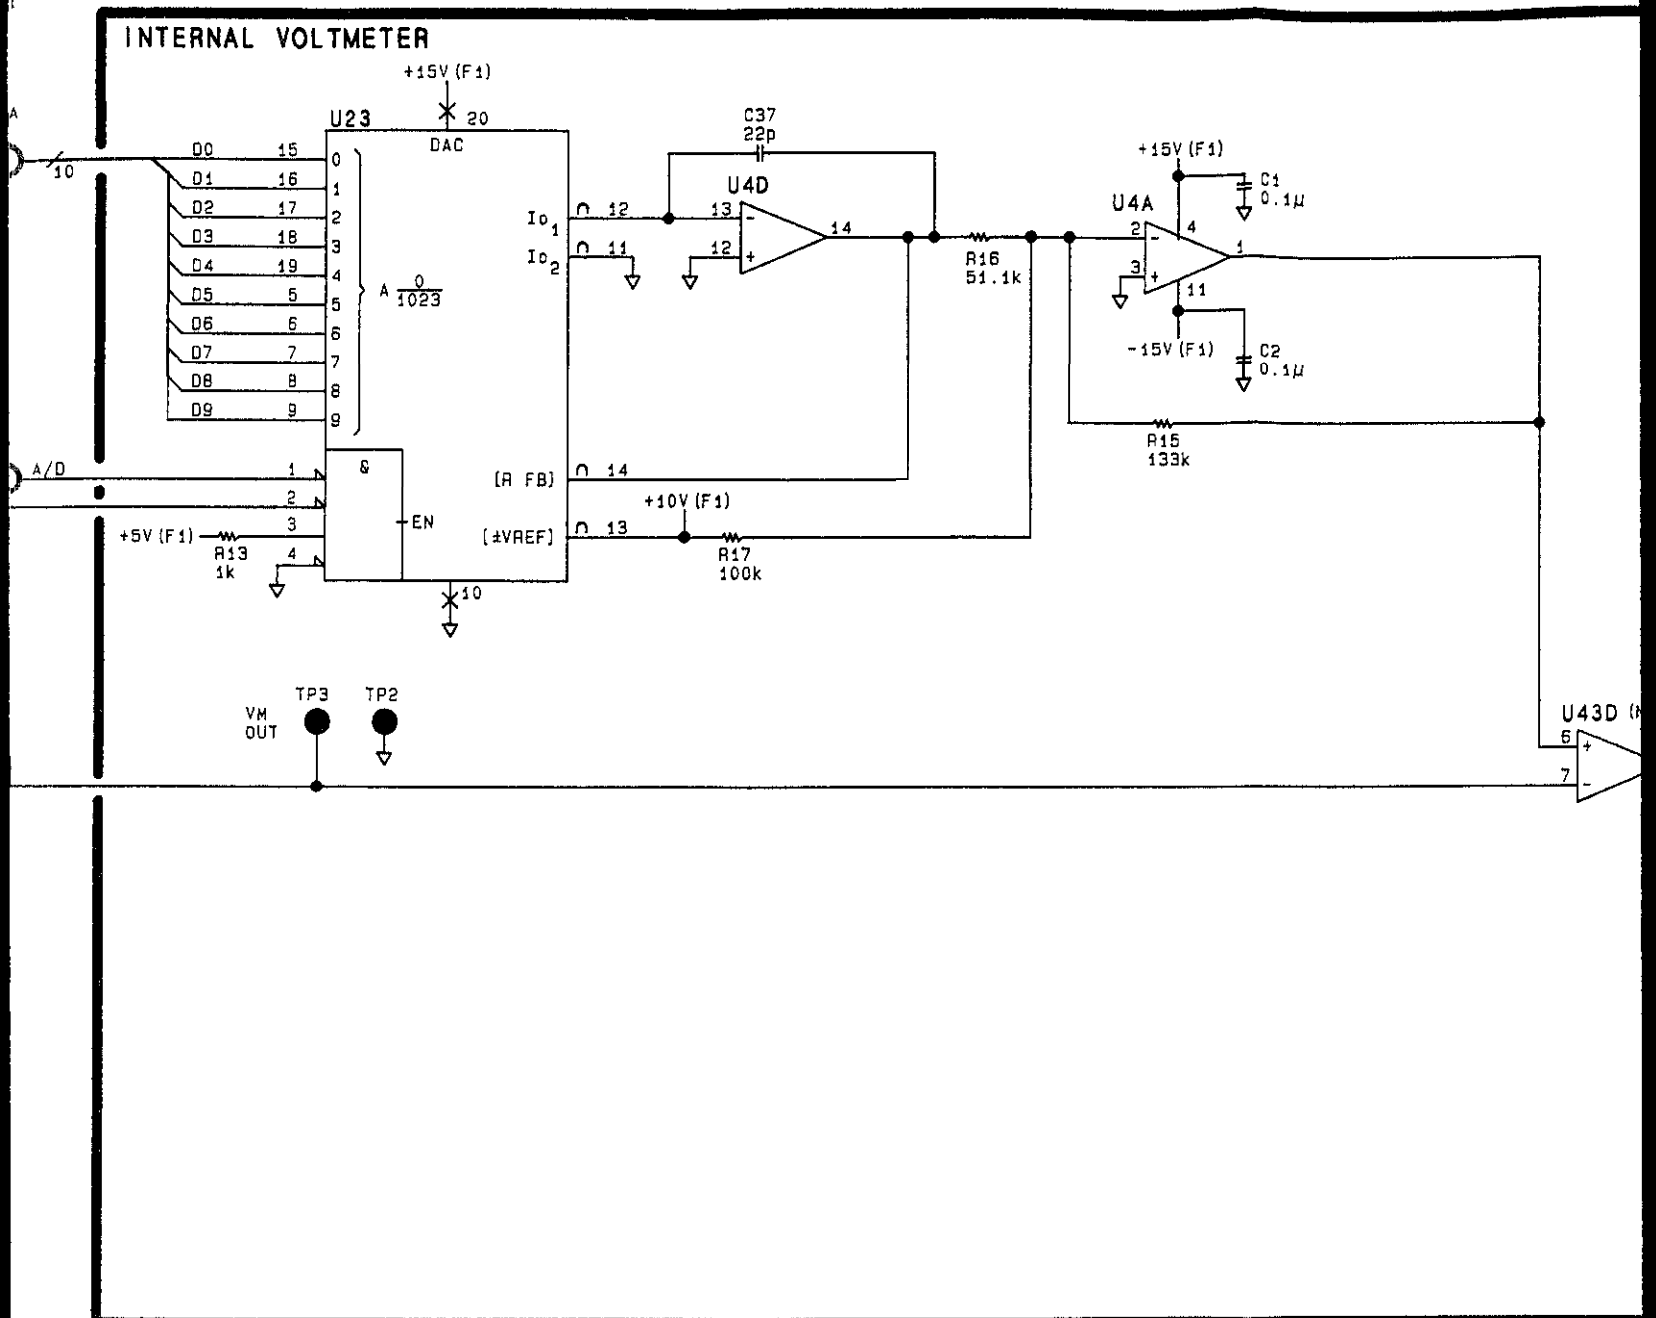 INTERNAL VOLTMETER
+15V(F1)
U23
20
DAC
A
10
D0 15 0
D1 16 1
D2 17 2
D3 18 3
D4 19 4
D5 5 5
D6 6 6
D7 7 7
D8 8 8
D9 9 9
A 0
1023
Io1 12
Io2 11
C37
22p
U4D
13 -
12 +
14
R16
51.1k
+15V(F1)
C1
0.1µ
U4A
4
2 -
3 +
1
11
-15V(F1)
C2
0.1µ
R15
133k
A/D
1
&
2
+5V(F1)
3
R13
1k
4
EN
[R FB] 14
+10V(F1)
[±VREF] 13
R17
100k
10
TP3 TP2
VM
OUT
U43D
6 +
7 -